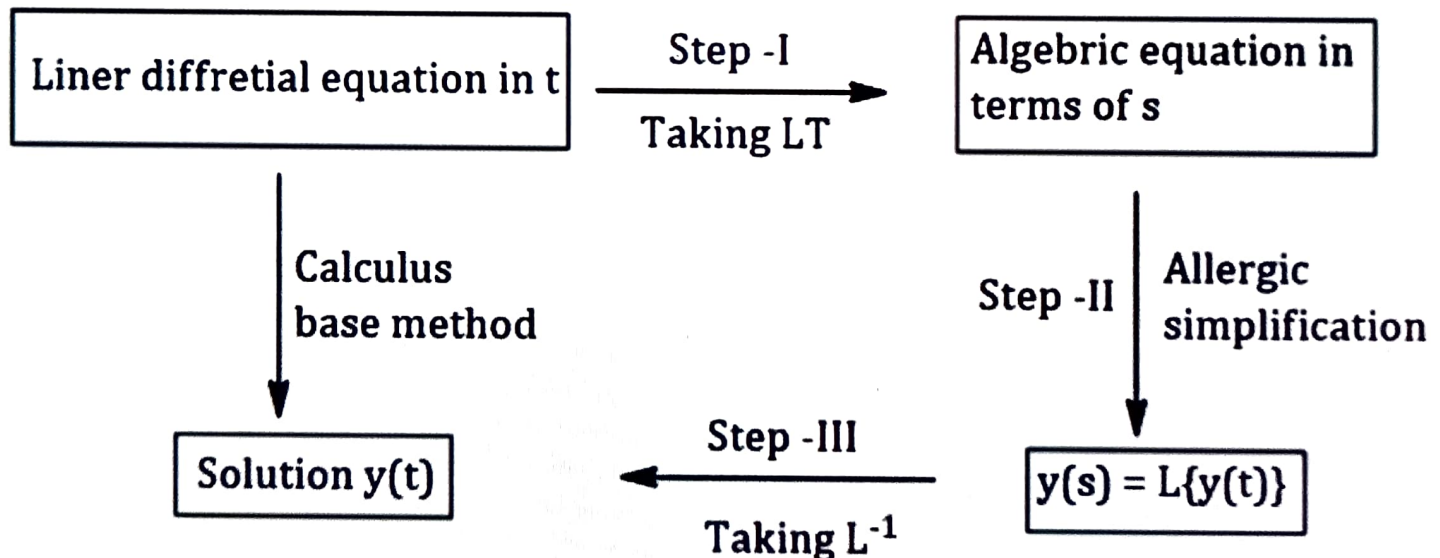 Liner diffretial equation in t
Step -I
Taking LT
Algebric equation in
terms of s
Calculus
base method
Step -II
Allergic
simplification
Solution y(t)
Step -III
Taking L⁻¹
y(s) = L{y(t)}